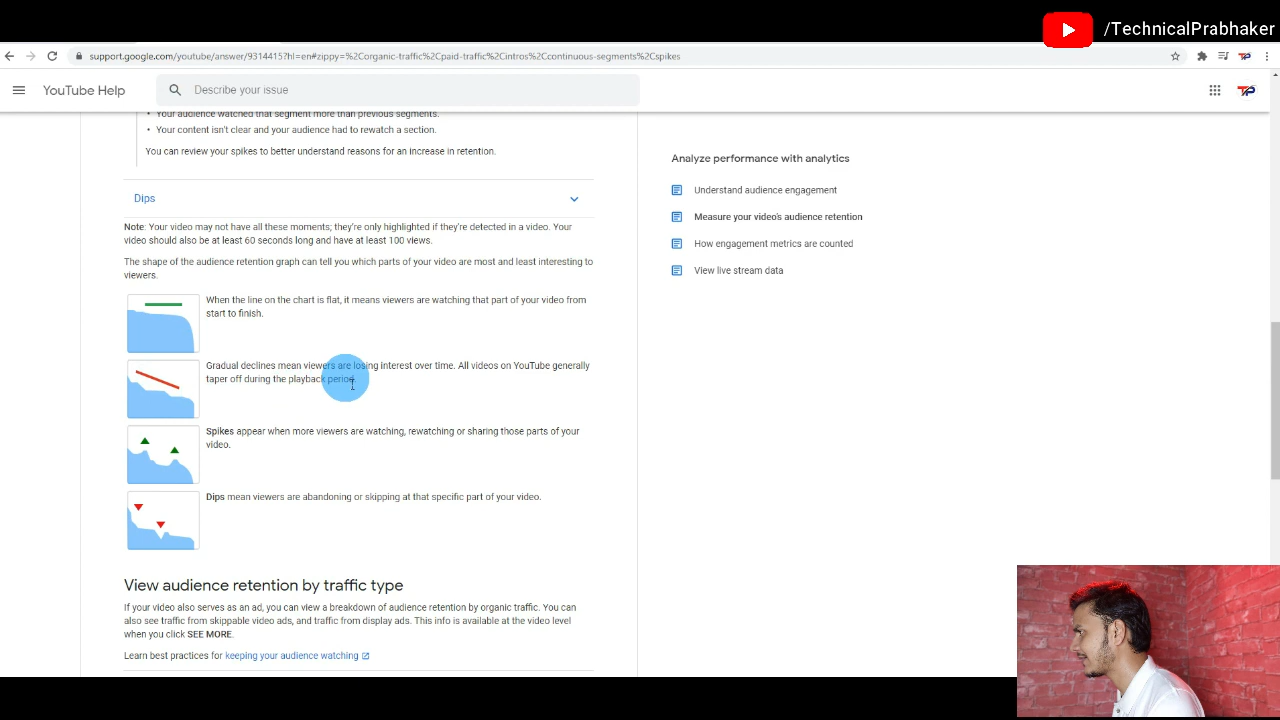 /TechnicalPrabhaker
support.google.com/youtube/answer/9314415?hl=en#zippy=%2Corganic-traffic%2Cpaid-traffic%2Cintros%2Ccontinuous-segments%2Cspikes
YouTube Help
Describe your issue
TP
• Your audience watched that segment more than previous segments.
• Your content isn't clear and your audience had to rewatch a section.
You can review your spikes to better understand reasons for an increase in retention.
Dips
Note: Your video may not have all these moments; they're only highlighted if they're detected in a video. Your
video should also be at least 60 seconds long and have at least 100 views.
The shape of the audience retention graph can tell you which parts of your video are most and least interesting to
viewers.
When the line on the chart is flat, it means viewers are watching that part of your video from
start to finish.
Gradual declines mean viewers are losing interest over time. All videos on YouTube generally
taper off during the playback period.
Spikes appear when more viewers are watching, rewatching or sharing those parts of your
video.
Dips mean viewers are abandoning or skipping at that specific part of your video.
View audience retention by traffic type
If your video also serves as an ad, you can view a breakdown of audience retention by organic traffic. You can
also see traffic from skippable video ads, and traffic from display ads. This info is available at the video level
when you click SEE MORE.
Learn best practices for keeping your audience watching
Analyze performance with analytics
Understand audience engagement
Measure your video's audience retention
How engagement metrics are counted
View live stream data